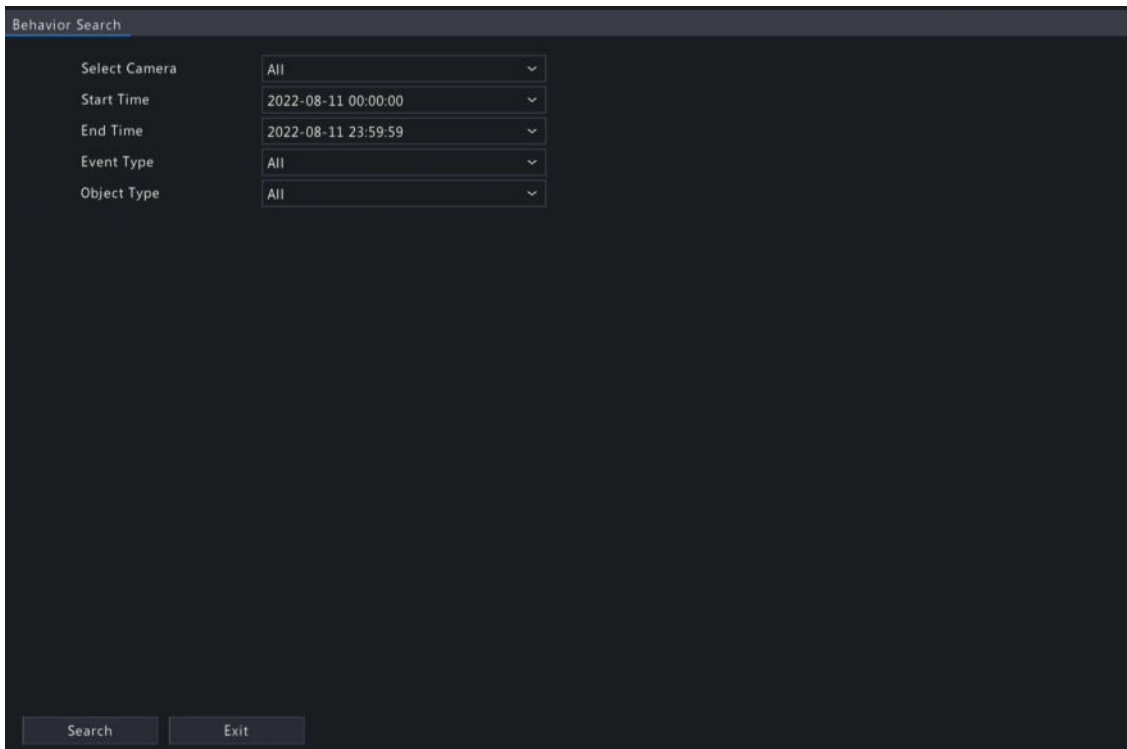 Behavior Search
Select Camera All
Start Time 2022-08-11 00:00:00
End Time 2022-08-11 23:59:59
Event Type All
Object Type All
Search Exit